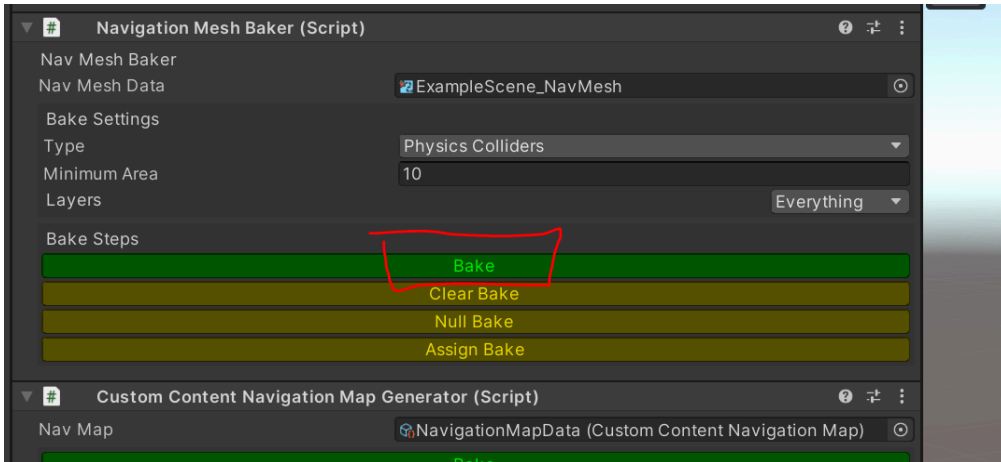 Navigation Mesh Baker (Script)
Nav Mesh Baker
Nav Mesh Data ExampleScene_NavMesh
Bake Settings
Type Physics Colliders
Minimum Area 10
Layers Everything
Bake Steps
Bake
Clear Bake
Null Bake
Assign Bake
Custom Content Navigation Map Generator (Script)
Nav Map NavigationMapData (Custom Content Navigation Map)
Bake